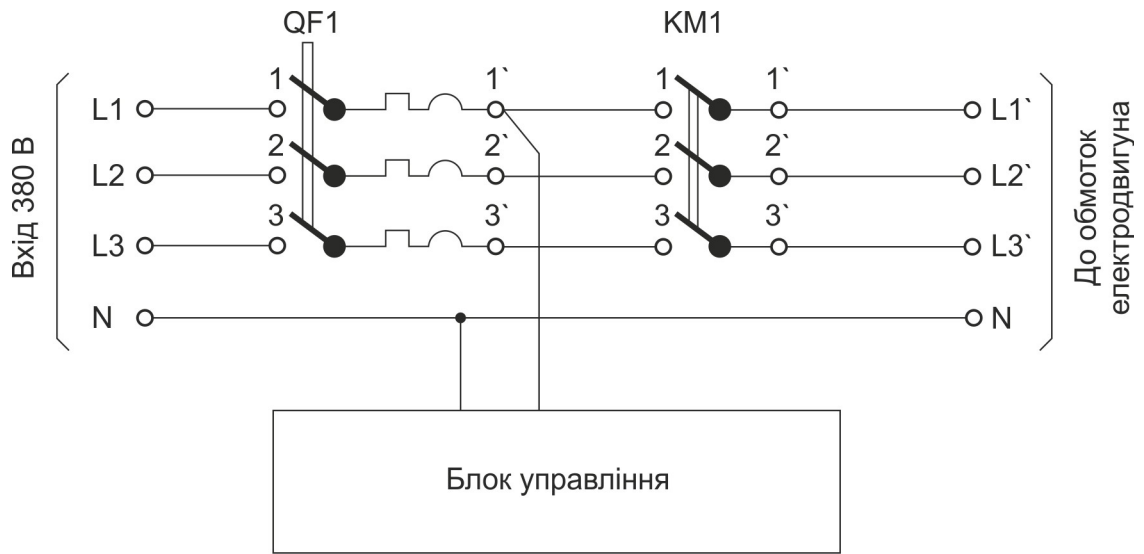 QF1 KM1
1 1` 1 1`
L1 L1`
2 2` 2 2`
L2 L2`
3 3` 3 3`
L3 L3`
N N
Вхід 380 В
До обмоток
електродвигуна
Блок управління